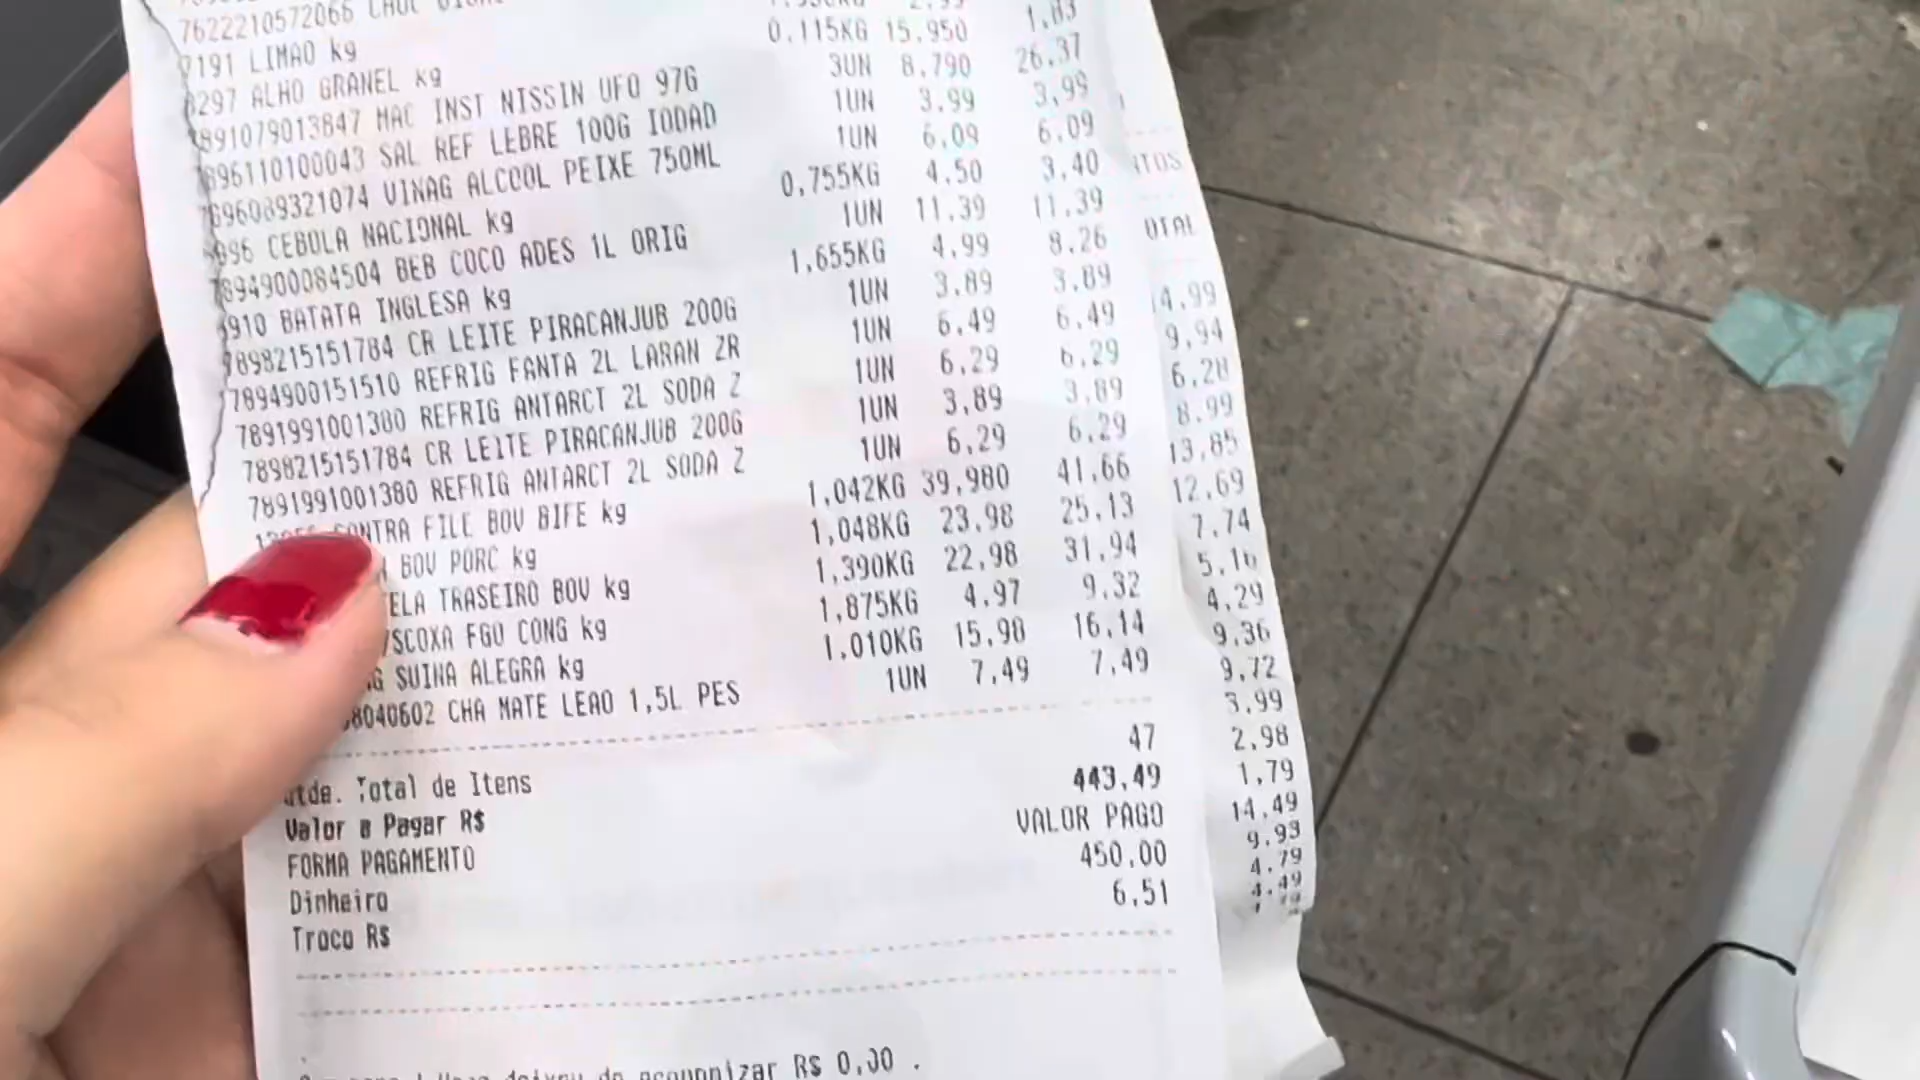 7622210572066
7191 LIMAO kg
8297 ALHO GRANEL kg 0.115KG 15.950 1,83
7891079013847 MAC INST NISSIN UFO 97G 3UN 8,790 26,37
7896110100043 SAL REF LEBRE 100G IODAD 1UN 3,99 3,99
7896089321074 VINAG ALCOOL PEIXE 750ML 1UN 6.09 6.09
CEBOLA NACIONAL kg 0,755KG 4.50 3.40
7894900084504 BEB COCO ADES 1L ORIG 1UN 11,39 11,39
910 BATATA INGLESA kg 1,655KG 4,99 8,26
7898215151784 CR LEITE PIRACANJUB 200G 1UN 3,89 3,89
7894900151510 REFRIG FANTA 2L LARAN ZR 1UN 6,49 6,49
7891991001380 REFRIG ANTARCT 2L SODA Z 1UN 6,29 6,29
7898215151784 CR LEITE PIRACANJUB 200G 1UN 3,89 3,89
7891991001380 REFRIG ANTARCT 2L SODA Z 1UN 6,29 6,29
CONTRA FILE BOV BIFE kg 1,042KG 39,980 41,66
BOV PORC kg 1,048KG 23,98 25,13
ELA TRASEIRO BOV kg 1,390KG 22,98 31,94
/SCOXA FGO CONG kg 1,875KG 4,97 9,32
G SUINA ALEGRA kg 1,010KG 15,98 16,14
8040602 CHA MATE LEAO 1,5L PES 1UN 7,49 7,49
Qtde. Total de Itens 47
Valor a Pagar R$ 443,49
FORMA PAGAMENTO VALOR PAGO
Dinheiro 450,00
Troco R$ 6,51
economizar R$ 0,00 .
TOS
OTAL
14,99
9,94
6,28
8,99
13,85
12,69
7,74
5,16
4,29
9,36
9,72
3,99
2,98
1,79
14,49
9,93
4,79
4,49